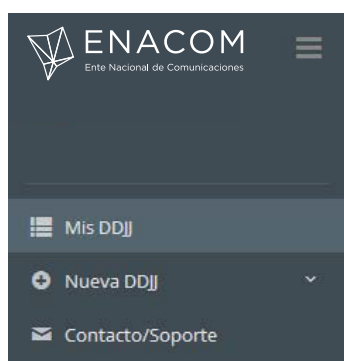 ENACOM
Ente Nacional de Comunicaciones
Mis DDJJ
Nueva DDJJ
Contacto/Soporte